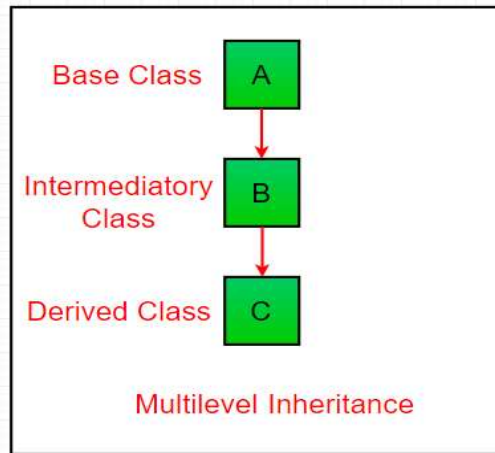 Base Class
A
Intermediatory
Class
B
Derived Class
C
Multilevel Inheritance